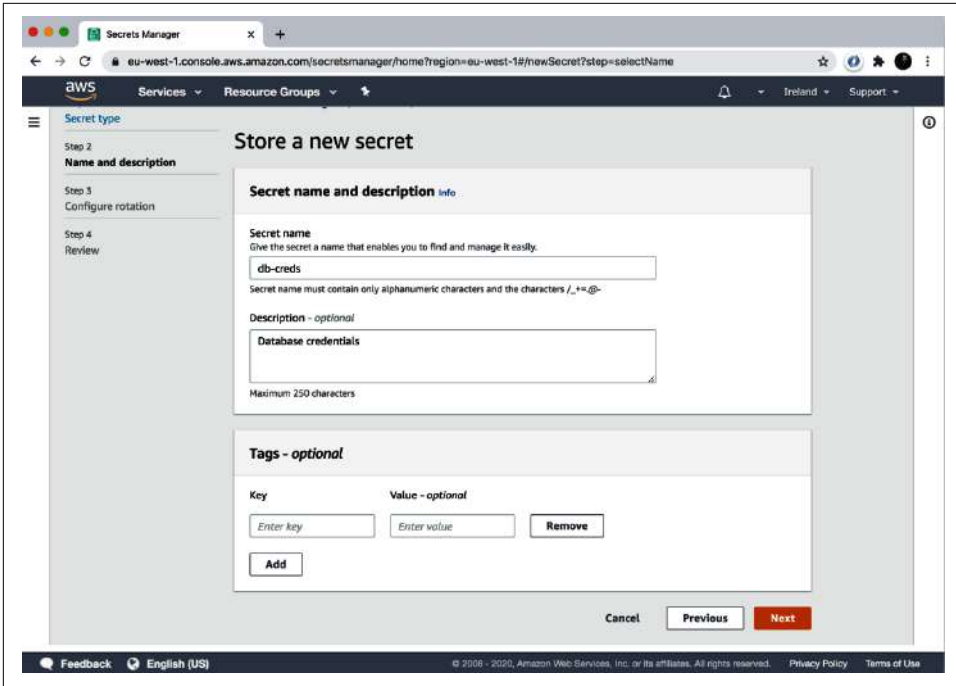 Secrets Manager
eu-west-1.console.aws.amazon.com/secretsmanager/home?region=eu-west-1#/newSecret?step=selectName
aws Services Resource Groups Ireland Support
Secret type
Step 2
Name and description
Step 3
Configure rotation
Step 4
Review
Store a new secret
Secret name and description Info
Secret name
Give the secret a name that enables you to find and manage it easily.
db-creds
Secret name must contain only alphanumeric characters and the characters /_+=.@-
Description - optional
Database credentials
Maximum 250 characters
Tags - optional
Key Value - optional
Enter key Enter value Remove
Add
Cancel Previous Next
Feedback English (US) © 2008 - 2020, Amazon Web Services, Inc. or its affiliates. All rights reserved. Privacy Policy Terms of Use